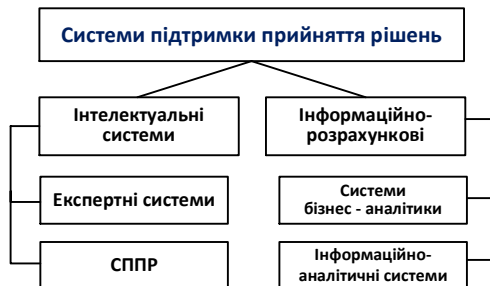 Системи підтримки прийняття рішень
Інтелектуальні
системи
Інформаційно-
розрахункові
Експертні системи
Системи
бізнес - аналітики
СППР
Інформаційно-
аналітичні системи